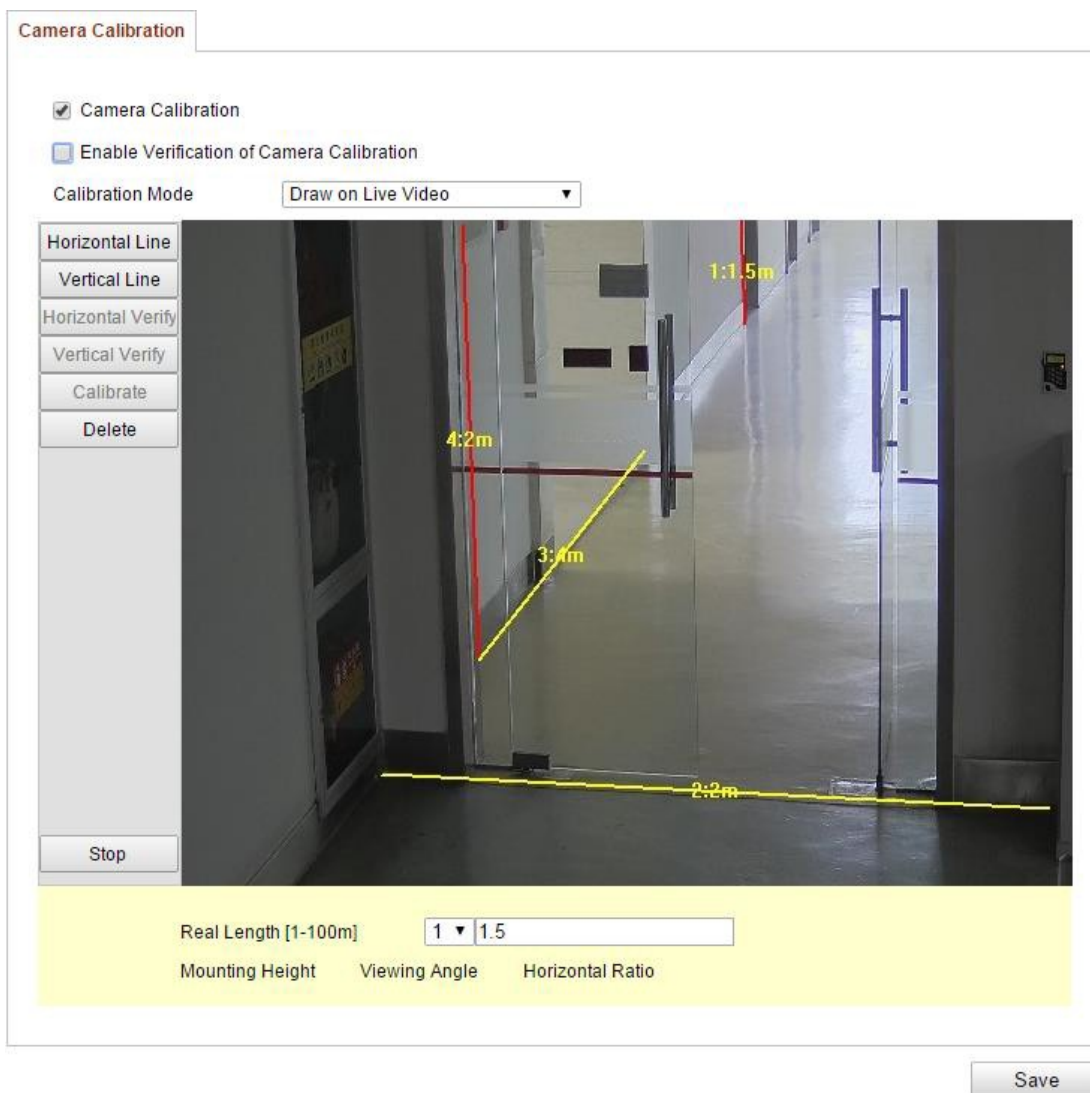 Camera Calibration
Camera Calibration
Enable Verification of Camera Calibration
Calibration Mode Draw on Live Video
Horizontal Line
Vertical Line
Horizontal Verify
Vertical Verify
Calibrate
Delete
1:1.5m
4:2m
3:4m
2:2m
Stop
Real Length [1-100m] 1 1.5
Mounting Height Viewing Angle Horizontal Ratio
Save